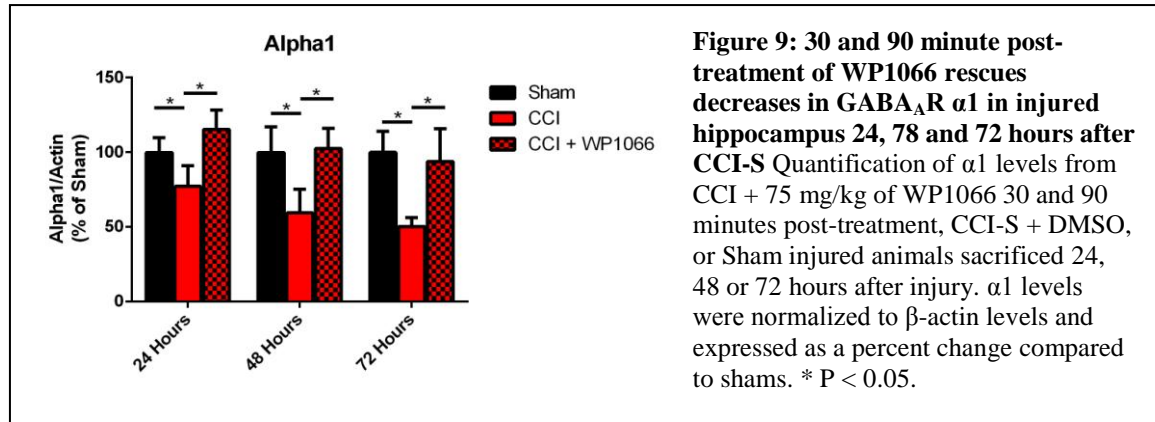 Alpha1
Alpha1/Actin
(% of Sham)
150
100
50
0
* * * * * *
24 Hours
48 Hours
72 Hours
Sham
CCI
CCI + WP1066
Figure 9: 30 and 90 minute post-
treatment of WP1066 rescues
decreases in GABAAR α1 in injured
hippocampus 24, 78 and 72 hours after
CCI-S Quantification of α1 levels from
CCI + 75 mg/kg of WP1066 30 and 90
minutes post-treatment, CCI-S + DMSO,
or Sham injured animals sacrificed 24,
48 or 72 hours after injury. α1 levels
were normalized to β-actin levels and
expressed as a percent change compared
to shams. * P < 0.05.